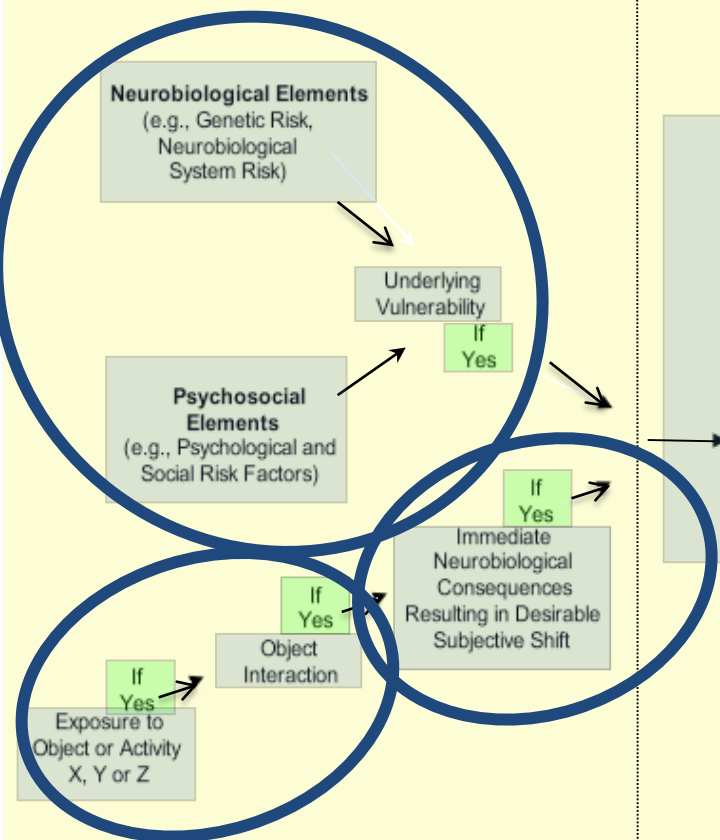 Neurobiological Elements
(e.g., Genetic Risk,
Neurobiological
System Risk)
Underlying
Vulnerability
If
Yes
Psychosocial
Elements
(e.g., Psychological and
Social Risk Factors)
If
Yes
Immediate
Neurobiological
Consequences
Resulting in Desirable
Subjective Shift
If
Yes
Object
Interaction
If
Yes
Exposure to
Object or Activity
X, Y or Z